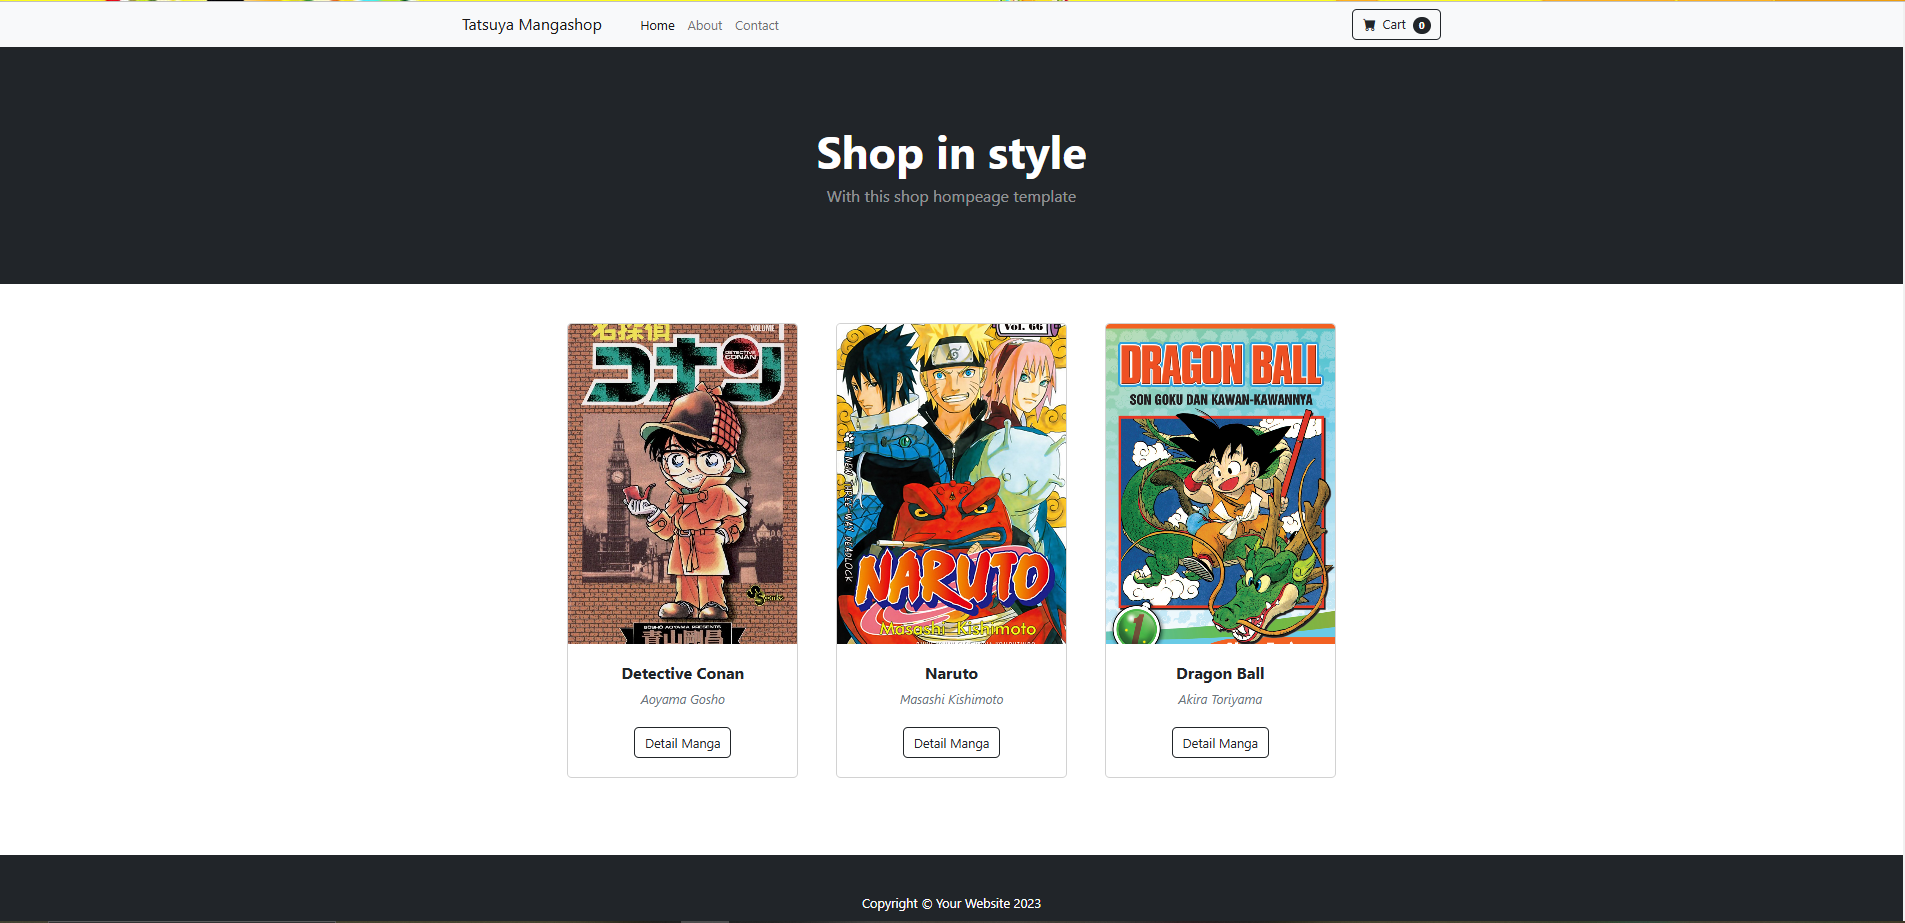 Tatsuya Mangashop
Home
About
Contact
Cart 0
Shop in style
With this shop hompeage template
名探偵
VOLUME 1
コナン
DETECTIVE
CONAN
GOSHO AOYAMA PRESENTS
青山剛昌
Detective Conan
Aoyama Gosho
Detail Manga
Vol. 66
A NEW THREE-WAY DEADLOCK
NARUTO
Masashi Kishimoto
Naruto
Masashi Kishimoto
Detail Manga
DRAGON BALL
SON GOKU DAN KAWAN-KAWANNYA
1
Dragon Ball
Akira Toriyama
Detail Manga
Copyright © Your Website 2023